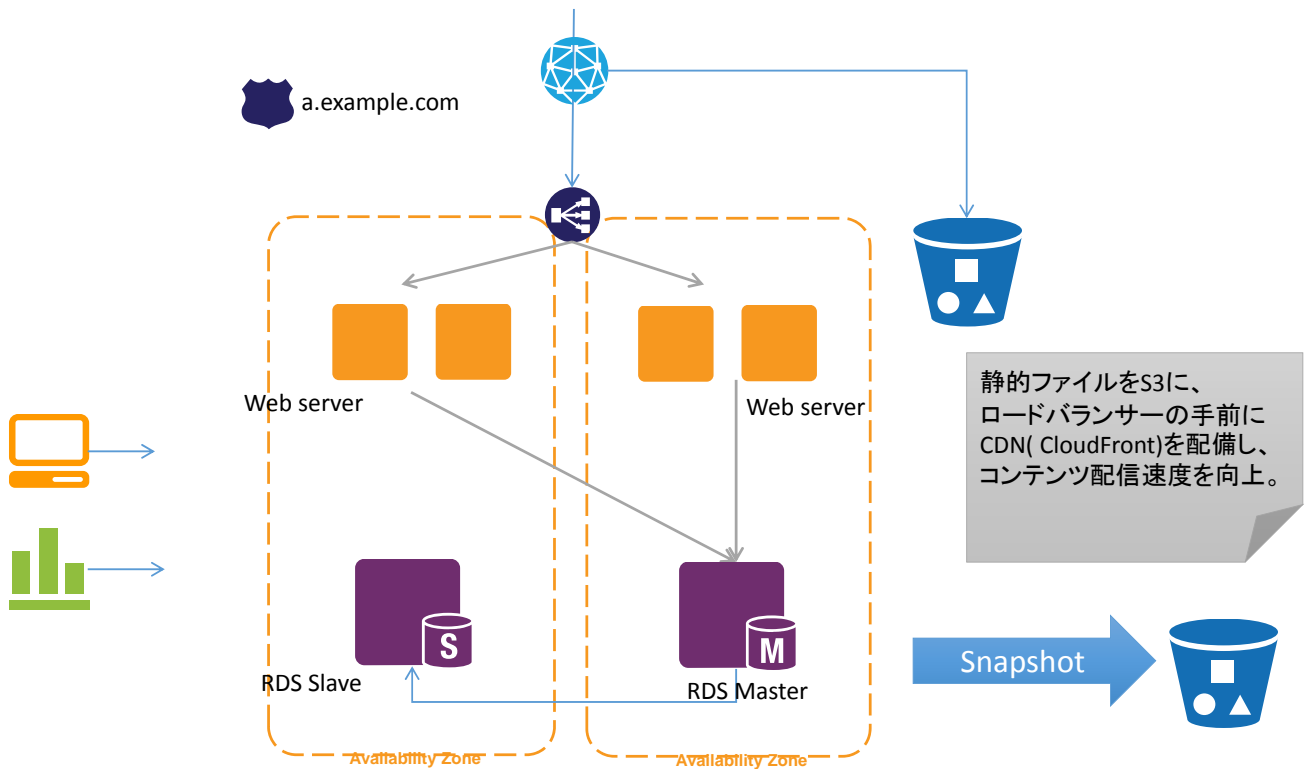 a.example.com
Web server
Web server
静的ファイルをS3に、
ロードバランサーの手前に
CDN( CloudFront)を配備し、
コンテンツ配信速度を向上。
S
M
RDS Slave
RDS Master
Snapshot
Availability Zone
Availability Zone